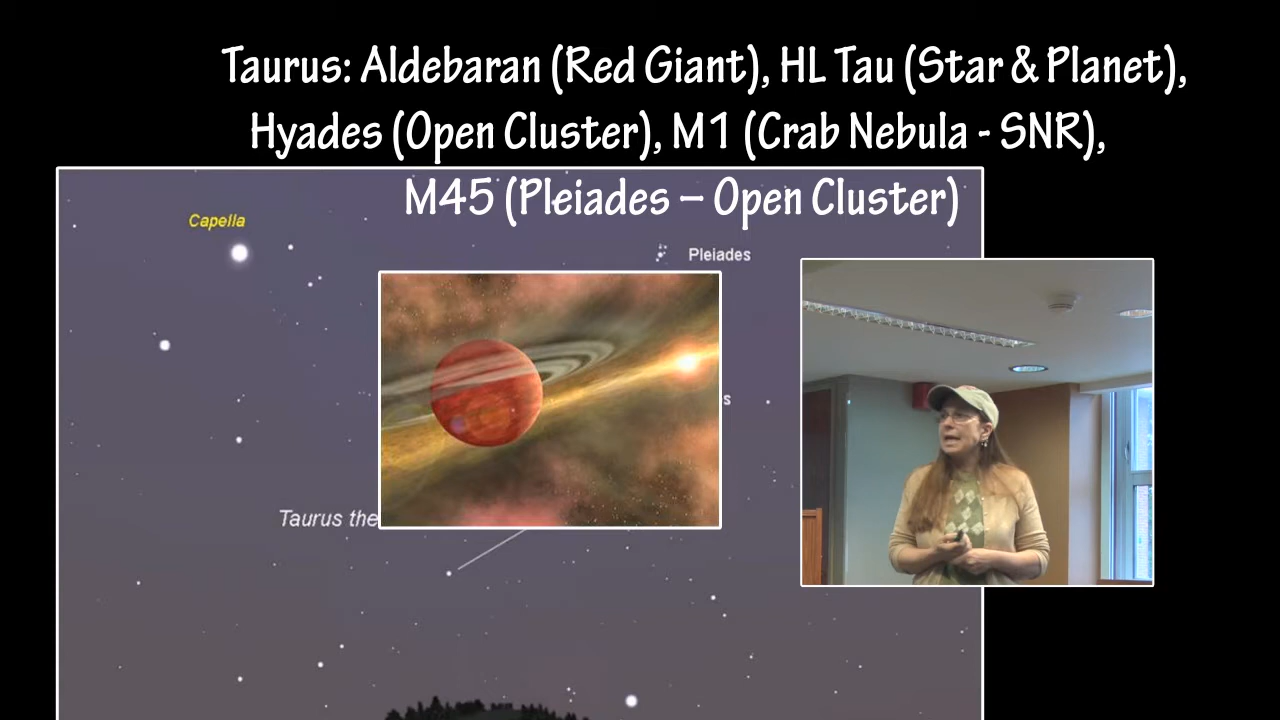 Taurus: Aldebaran (Red Giant), HL Tau (Star & Planet),
Hyades (Open Cluster), M1 (Crab Nebula - SNR),
M45 (Pleiades – Open Cluster)
Capella
Pleiades
Taurus the